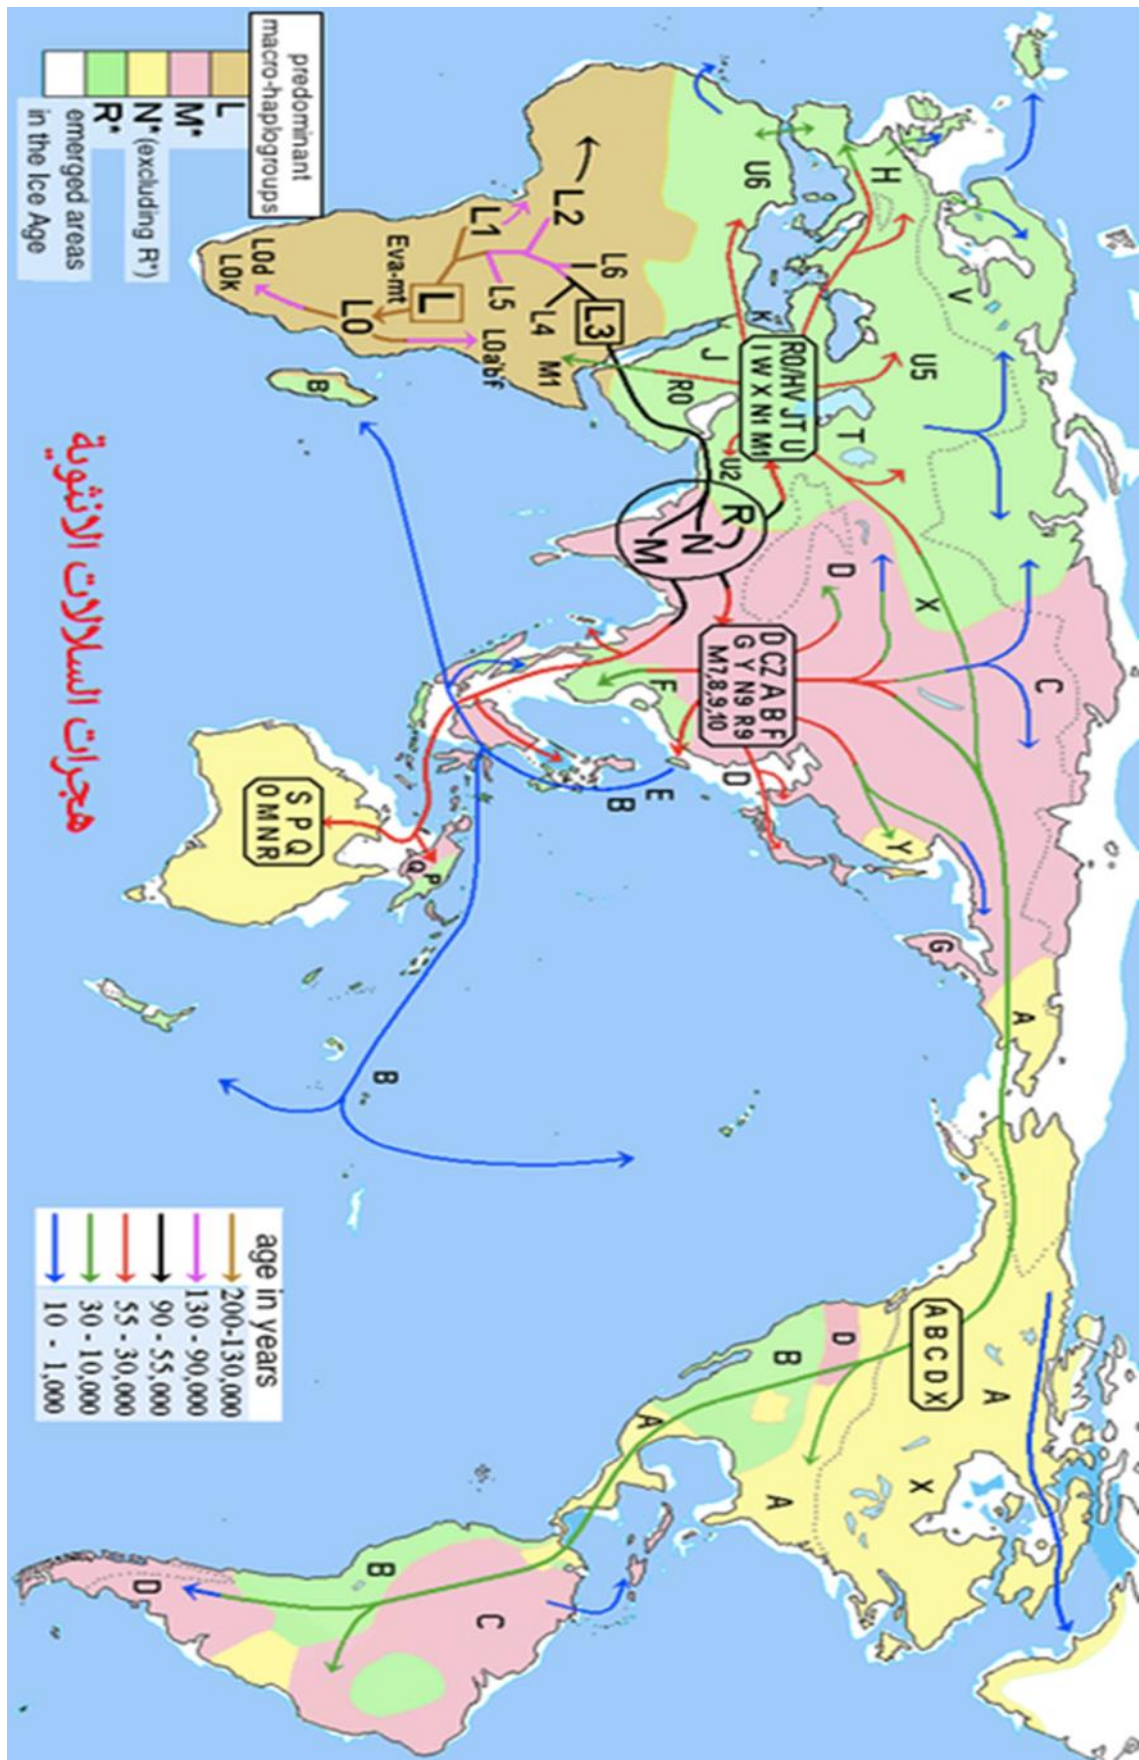 predominant
macro-haplogroups
L
M*
N* (excluding R*)
R*
emerged areas
in the Ice Age
هجرات السلالات الانثوية
age in years
200-130,000
130 - 90,000
90 - 55,000
55 - 30,000
30 - 10,000
10 - 1,000
H
V
U6
U5
K
J
T
R0
U2
R0/HV JT U
I W X N1 M1
L1
L2
L6
L5
L4
L3
L
Eva-mt
L0
L0d
L0k
L0abf
M1
B
R
N
M
D
X
C
D CZ A B F
G Y N9 R9
M7,8,9,10
F
D
E
B
Y
G
A
S P Q
O M N R
Q
P
B
A B C D X
A
X
D
B
A
A
B
C
D